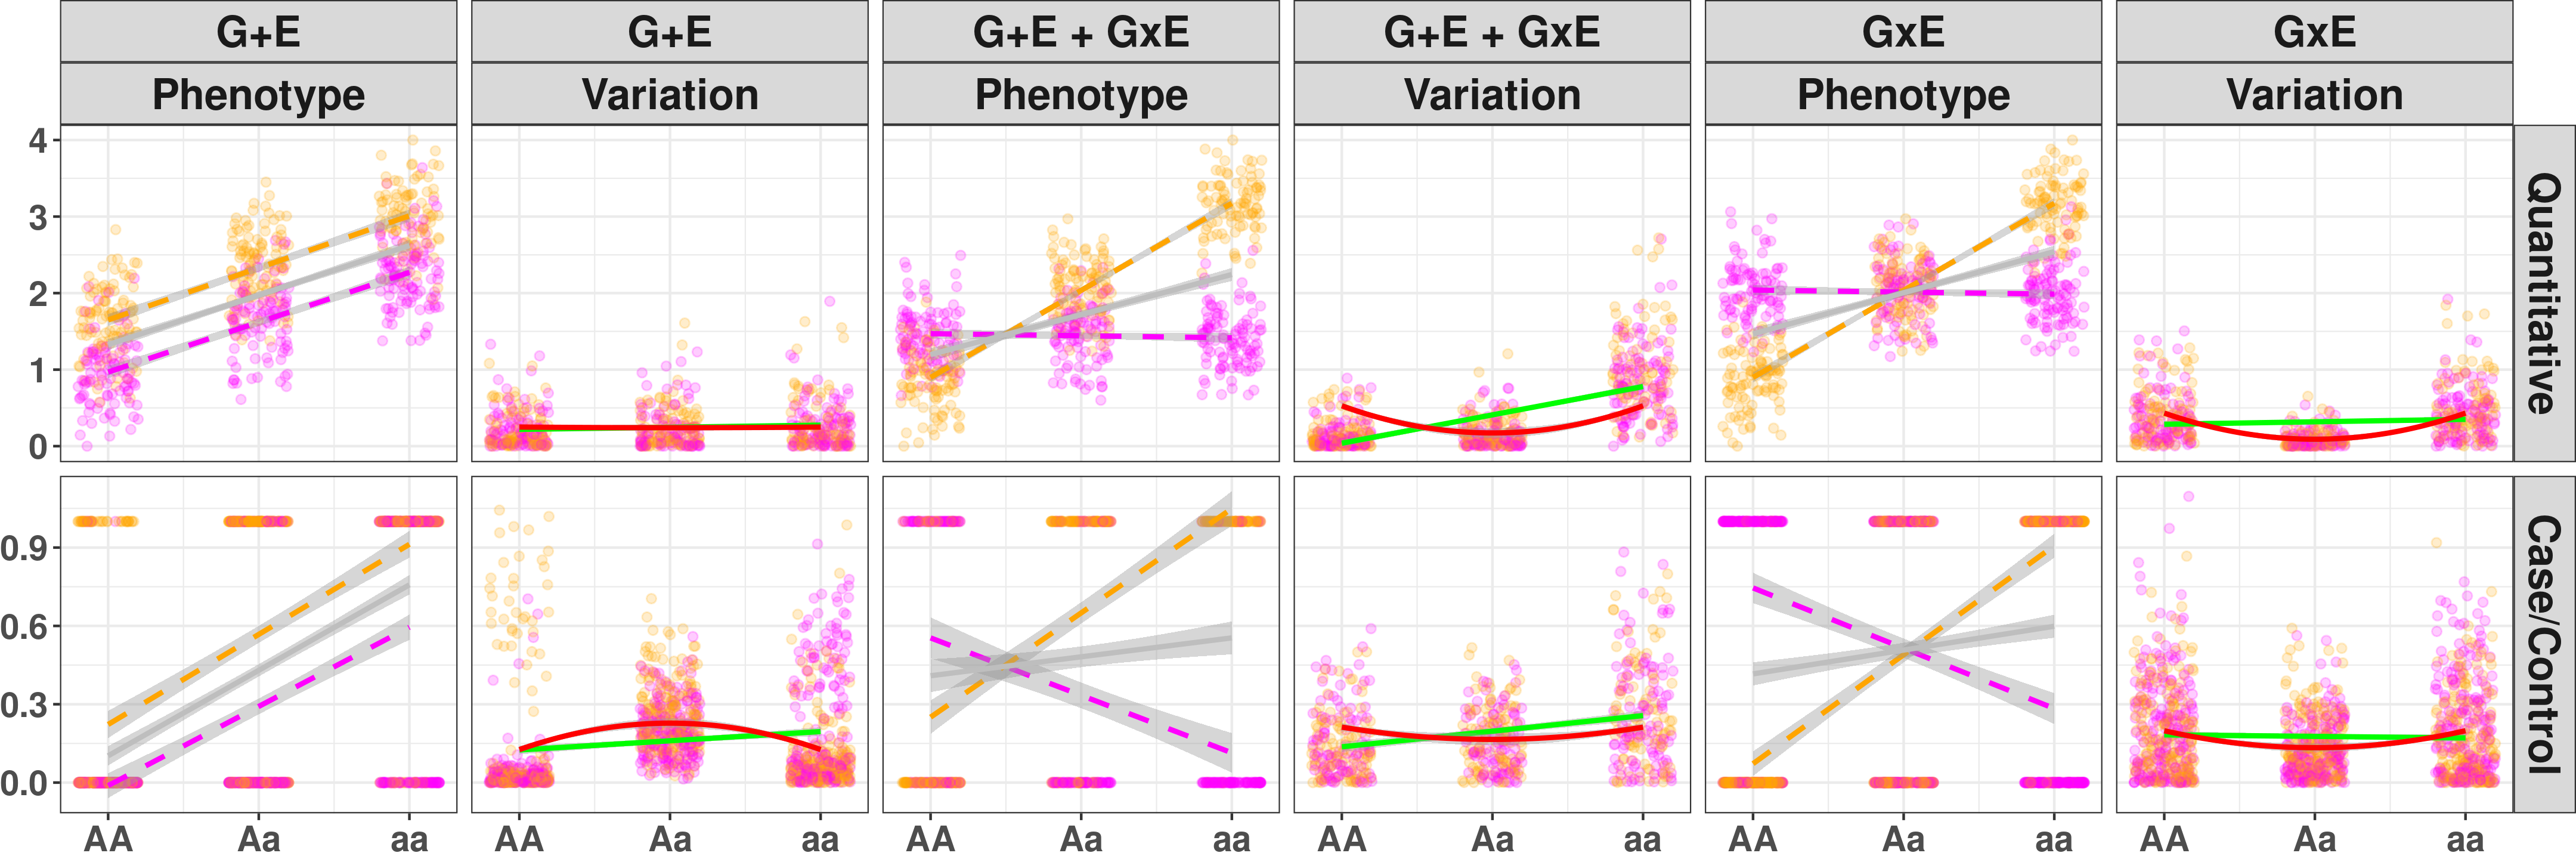 G+E G+E G+E + GxE G+E + GxE GxE GxE
Phenotype Variation Phenotype Variation Phenotype Variation
4
3
2
1
0
Quantitative
0.9
0.6
0.3
0.0
Case/Control
AA Aa aa AA Aa aa AA Aa aa AA Aa aa AA Aa aa AA Aa aa